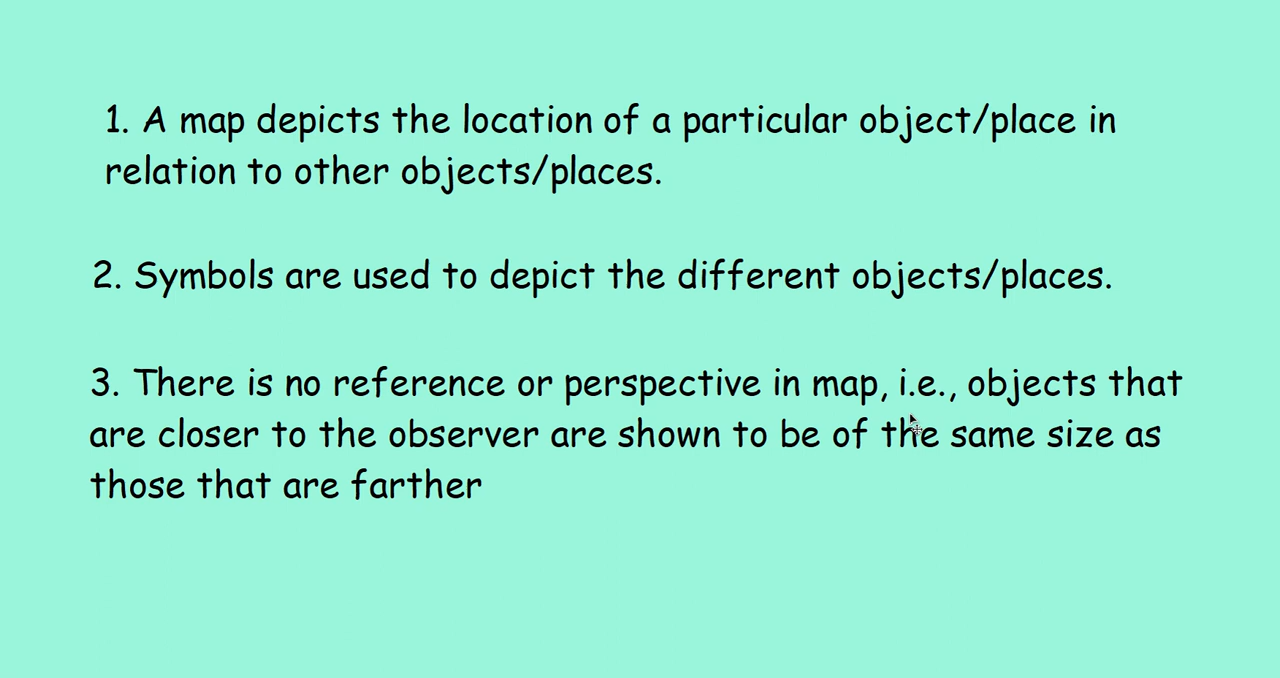 1. A map depicts the location of a particular object/place in
relation to other objects/places.
2. Symbols are used to depict the different objects/places.
3. There is no reference or perspective in map, i.e., objects that
are closer to the observer are shown to be of the same size as
those that are farther